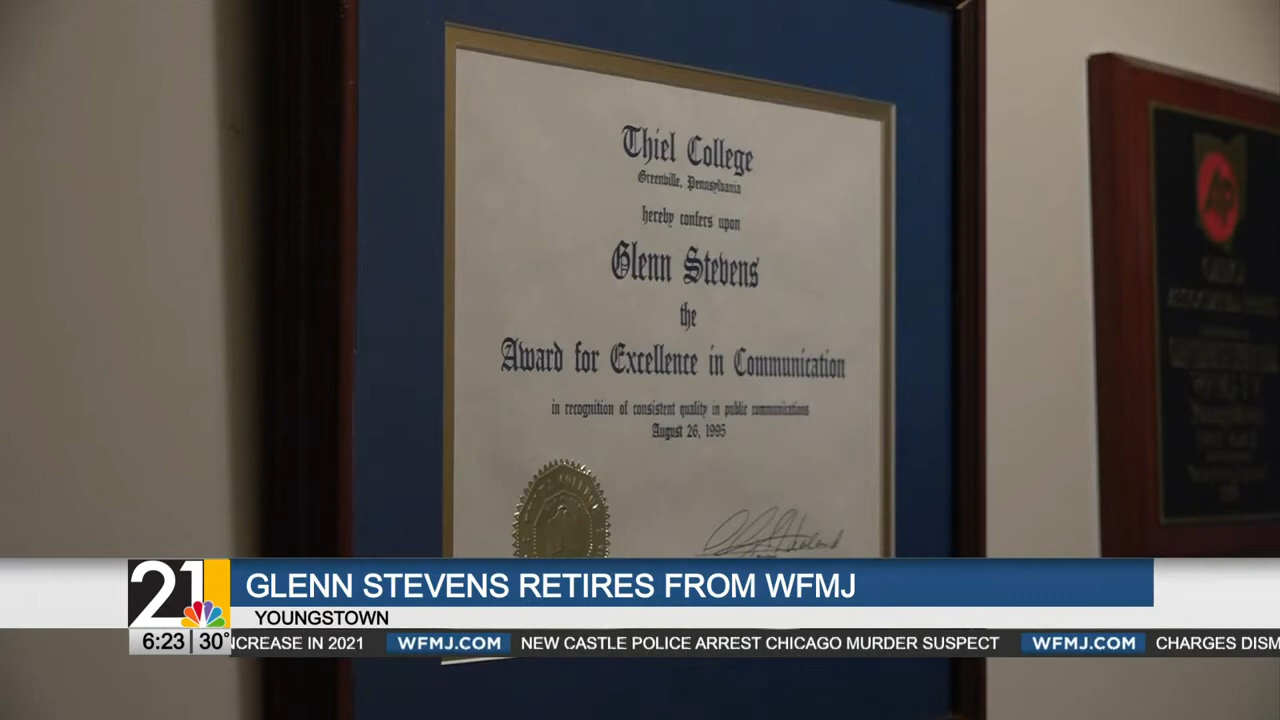 Thiel College
Greenville, Pennsylvania
hereby confers upon
Glenn Stevens
the
Award for Excellence in Communication
in recognition of consistent quality in public communications
August 26, 1995
AP
21
GLENN STEVENS RETIRES FROM WFMJ
YOUNGSTOWN
6:23 30° NCREASE IN 2021 WFMJ.COM NEW CASTLE POLICE ARREST CHICAGO MURDER SUSPECT WFMJ.COM CHARGES DISM